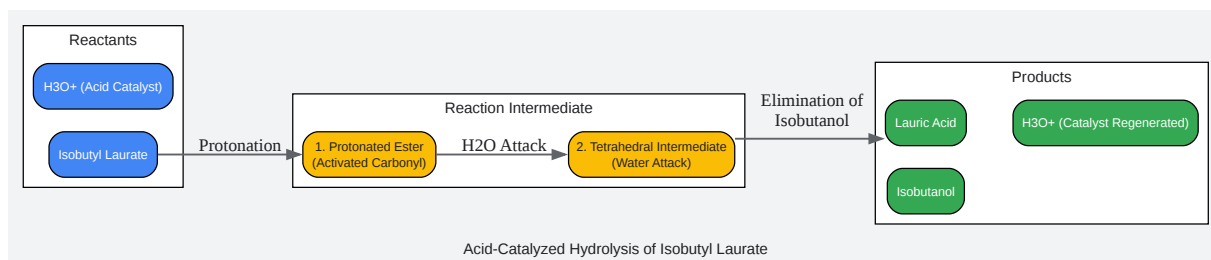 Reactants
H3O+ (Acid Catalyst)
Isobutyl Laurate
Protonation
Reaction Intermediate
1. Protonated Ester
(Activated Carbonyl)
H2O Attack
2. Tetrahedral Intermediate
(Water Attack)
Elimination of
Isobutanol
Products
Lauric Acid
H3O+ (Catalyst Regenerated)
Isobutanol
Acid-Catalyzed Hydrolysis of Isobutyl Laurate